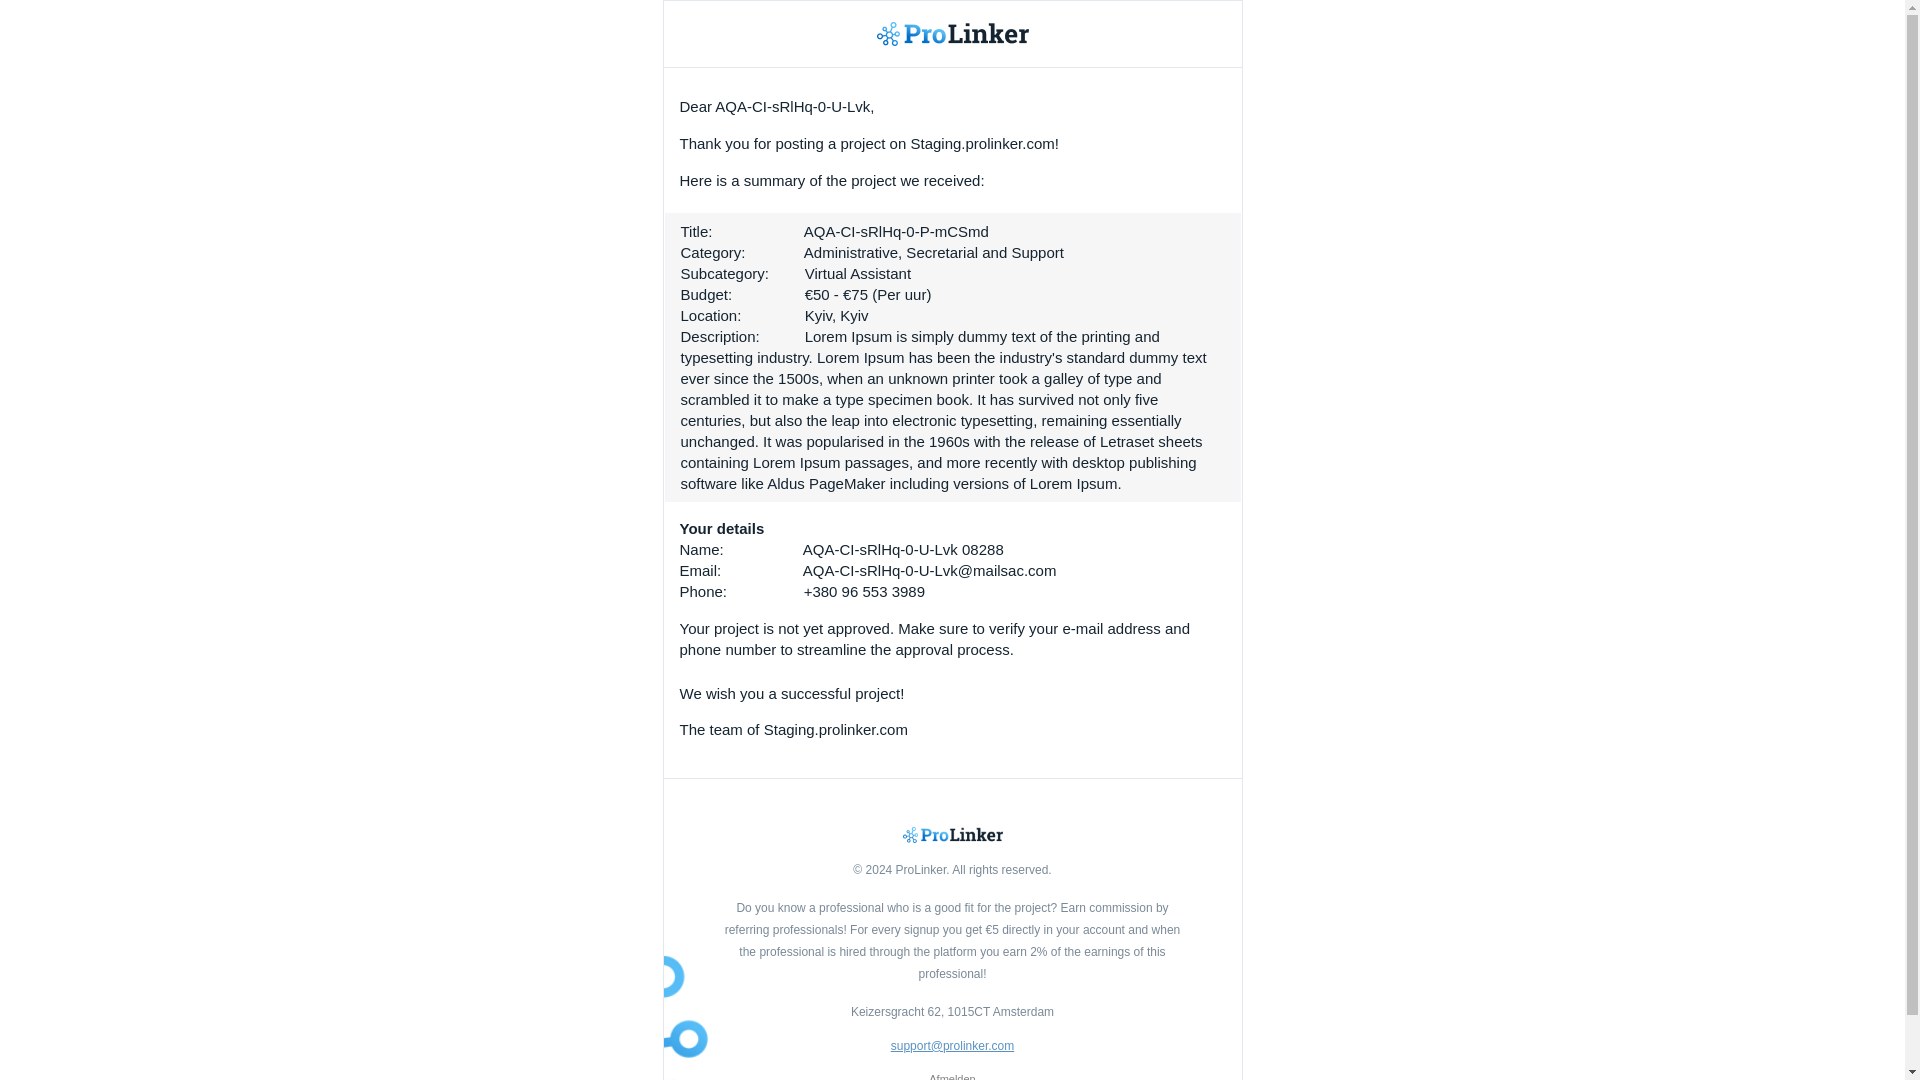 ProLinker
Dear AQA-CI-sRlHq-0-U-Lvk,
Thank you for posting a project on Staging.prolinker.com!
Here is a summary of the project we received:
Title: AQA-CI-sRlHq-0-P-mCSmd
Category: Administrative, Secretarial and Support
Subcategory: Virtual Assistant
Budget: €50 - €75 (Per uur)
Location: Kyiv, Kyiv
Description: Lorem Ipsum is simply dummy text of the printing and
typesetting industry. Lorem Ipsum has been the industry's standard dummy text
ever since the 1500s, when an unknown printer took a galley of type and
scrambled it to make a type specimen book. It has survived not only five
centuries, but also the leap into electronic typesetting, remaining essentially
unchanged. It was popularised in the 1960s with the release of Letraset sheets
containing Lorem Ipsum passages, and more recently with desktop publishing
software like Aldus PageMaker including versions of Lorem Ipsum.
Your details
Name: AQA-CI-sRlHq-0-U-Lvk 08288
Email: AQA-CI-sRlHq-0-U-Lvk@mailsac.com
Phone: +380 96 553 3989
Your project is not yet approved. Make sure to verify your e-mail address and
phone number to streamline the approval process.
We wish you a successful project!
The team of Staging.prolinker.com
ProLinker
© 2024 ProLinker. All rights reserved.
Do you know a professional who is a good fit for the project? Earn commission by
referring professionals! For every signup you get €5 directly in your account and when
the professional is hired through the platform you earn 2% of the earnings of this
professional!
Keizersgracht 62, 1015CT Amsterdam
support@prolinker.com
Afmelden